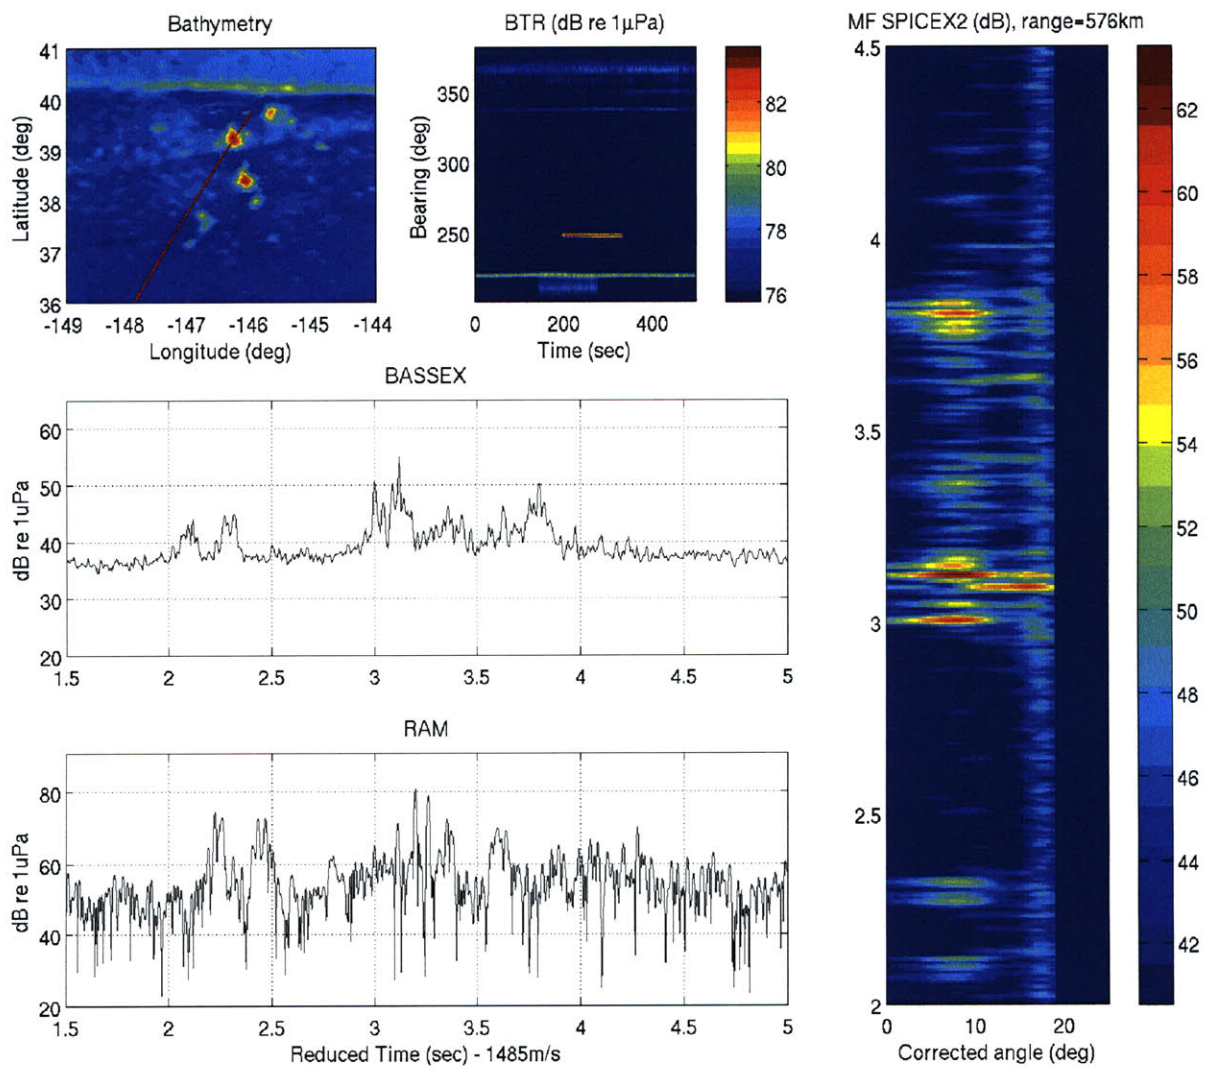 Bathymetry
BTR (dB re 1μPa)
MF SPICEX2 (dB), range=576km
41
40
39
38
37
36
Latitude (deg)
-149 -148 -147 -146 -145 -144
Longitude (deg)
350
300
250
Bearing (deg)
0 200 400
Time (sec)
82
80
78
76
BASSEX
60
50
40
30
20
dB re 1uPa
1.5 2 2.5 3 3.5 4 4.5 5
RAM
80
60
40
20
dB re 1uPa
1.5 2 2.5 3 3.5 4 4.5 5
Reduced Time (sec) - 1485m/s
4.5
4
3.5
3
2.5
2
0 10 20
Corrected angle (deg)
62
60
58
56
54
52
50
48
46
44
42